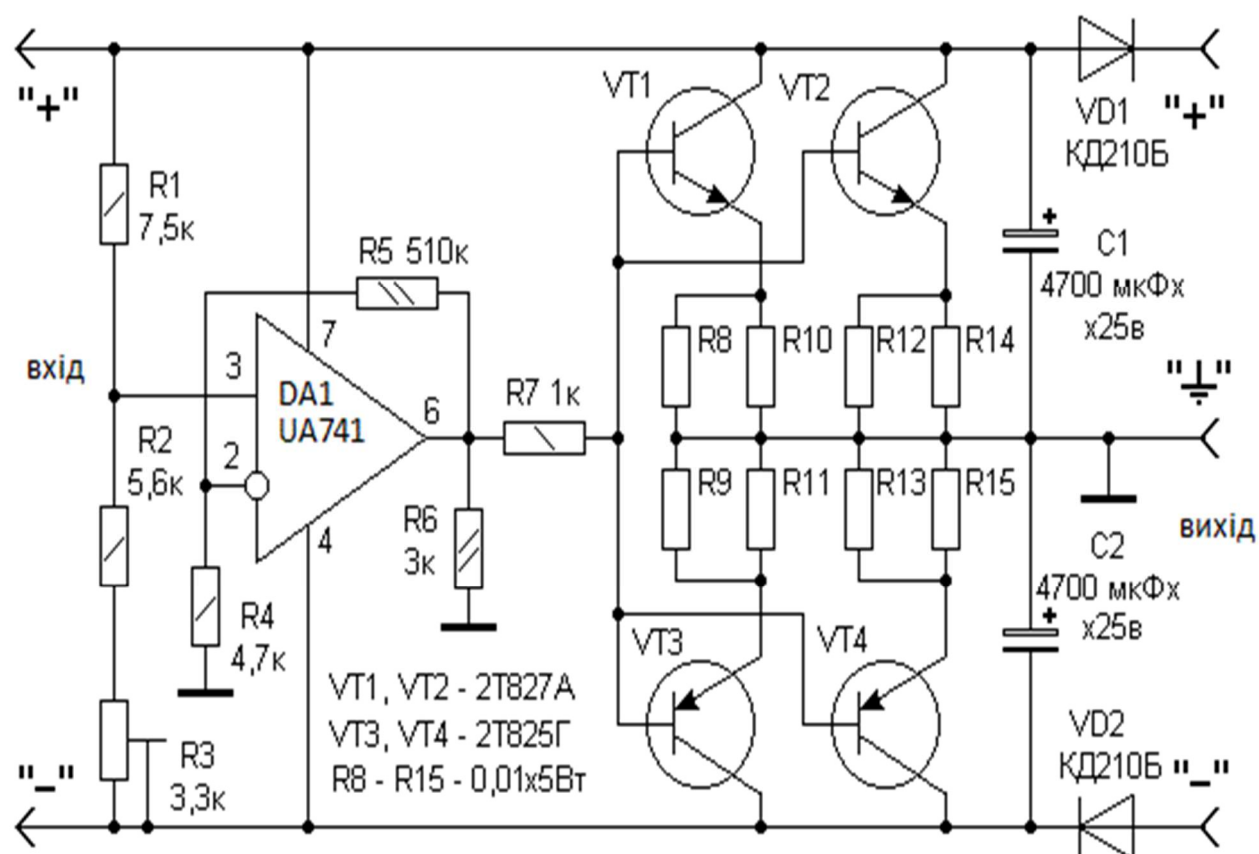 "+"
VT1
VT2
VD1
КД210Б
"+"
R1
7,5к
R5 510к
C1
4700 мкФх
х25в
вхід
3
7
DA1
UA741
6
R7 1к
R8
R10
R12
R14
"⏚"
R2
5,6к
2
4
R6
3к
R9
R11
R13
R15
вихід
C2
4700 мкФх
х25в
R4
4,7к
VT3
VT4
VT1, VT2 - 2Т827А
VT3, VT4 - 2Т825Г
R8 - R15 - 0,01х5Вт
"-"
R3
3,3к
VD2
КД210Б
"-"